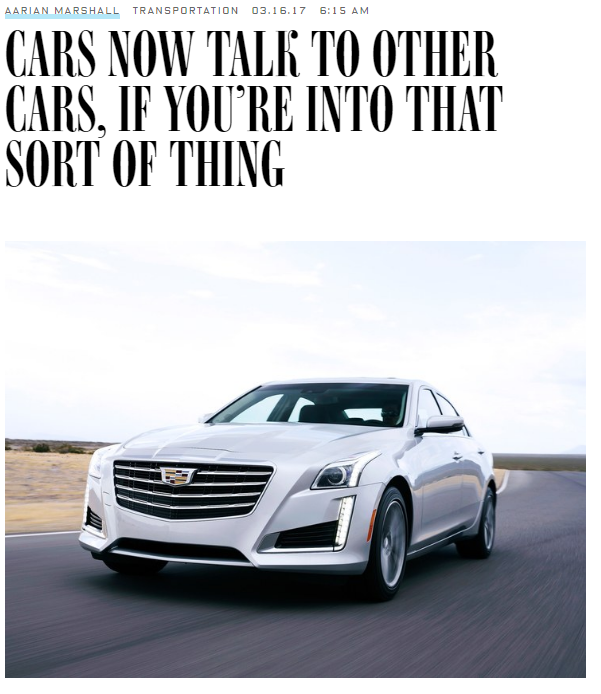 AARIAN MARSHALL TRANSPORTATION 03.16.17 6:15 AM
CARS NOW TALK TO OTHER
CARS, IF YOU’RE INTO THAT
SORT OF THING